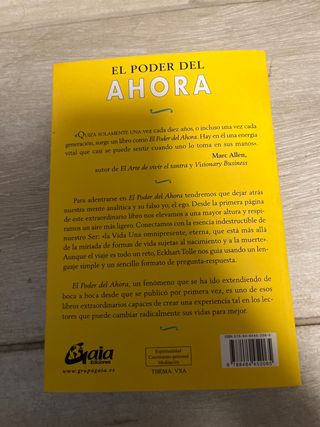 EL PODER DEL
AHORA
«QUIZÁ SOLAMENTE UNA vez cada diez años, o incluso una vez cada
generación, surge un libro como El Poder del Ahora. Hay en él una energía
vital que casi se puede sentir cuando uno lo toma en sus manos».
Marc Allen,
autor de El Arte de vivir el tantra y Visionary Business
Para adentrarse en El Poder del Ahora tendremos que dejar atrás
nuestra mente analítica y su falso yo, el ego. Desde la primera página
de este extraordinario libro nos elevamos a una mayor altura y respi-
ramos un aire más ligero. Conectamos con la esencia indestructible de
nuestro Ser: «la Vida Una omnipresente, eterna, que está más allá
de la miríada de formas de vida sujetas al nacimiento y a la muerte».
Aunque el viaje es todo un reto, Eckhart Tolle nos guía usando un len-
guaje simple y un sencillo formato de pregunta-respuesta.
El Poder del Ahora, un fenómeno que se ha ido extendiendo de
boca a boca desde que se publicó por primera vez, es uno de esos
libros extraordinarios capaces de crear una experiencia tal en los lec-
tores que puede cambiar radicalmente sus vidas para mejor.
Gaia
Ediciones
www.grupogaia.es
Espiritualidad
Crecimiento personal
Meditación
THEMA: VXA
9788484452065